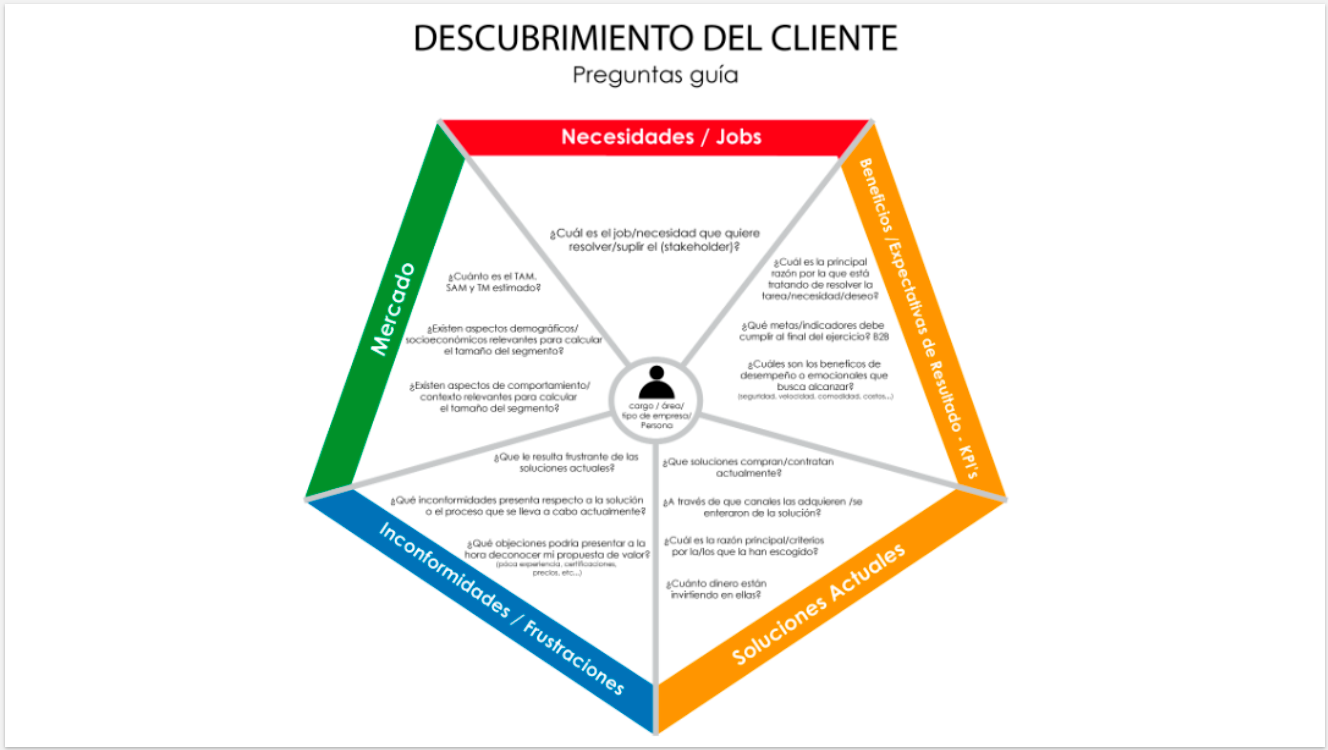 DESCUBRIMIENTO DEL CLIENTE
Preguntas guía
Necesidades / Jobs
¿Cuál es el job/necesidad que quiere
resolver/suplir el (stakeholder)?
Beneficios /Expectativas de Resultado - KPI's
¿Cuál es la principal
razón por la que está
tratando de resolver la
tarea/necesidad/deseo?
¿Qué metas/indicadores debe
cumplir al final del ejercicio? B2B
¿Cuáles son los beneficos de
desempeño o emocionales que
busca alcanzar?
(seguridad, velocidad, comodidad, costos,..)
Mercado
¿Cuánto es el TAM.
SAM y TM estimado?
¿Existen aspectos demográficos/
socioeconómicos relevantes para calcular
el tamaño del segmento?
¿Existen aspectos de comportamiento/
contexto relevantes para calcular
el tamaño del segmento?
cargo / área/
tipo de empresa/
Persona
¿Que le resulta frustrante de las
soluciones actuales?
¿Qué inconformidades presenta respecto a la solución
o el proceso que se lleva a cabo actualmente?
¿Qué objeciones podría presentar a la
hora deconocer mi propuesta de valor?
(póca experiencia, certificaciones,
precios, etc...)
Inconformidades / Frustraciones
¿Que soluciones compran/contratan
actualmente?
¿A través de que canales las adquieren /se
enteraron de la solución?
¿Cuál es la razón principal/criterios
por la/los que la han escogido?
¿Cuánto dinero están
invirtiendo en ellas?
Soluciones Actuales